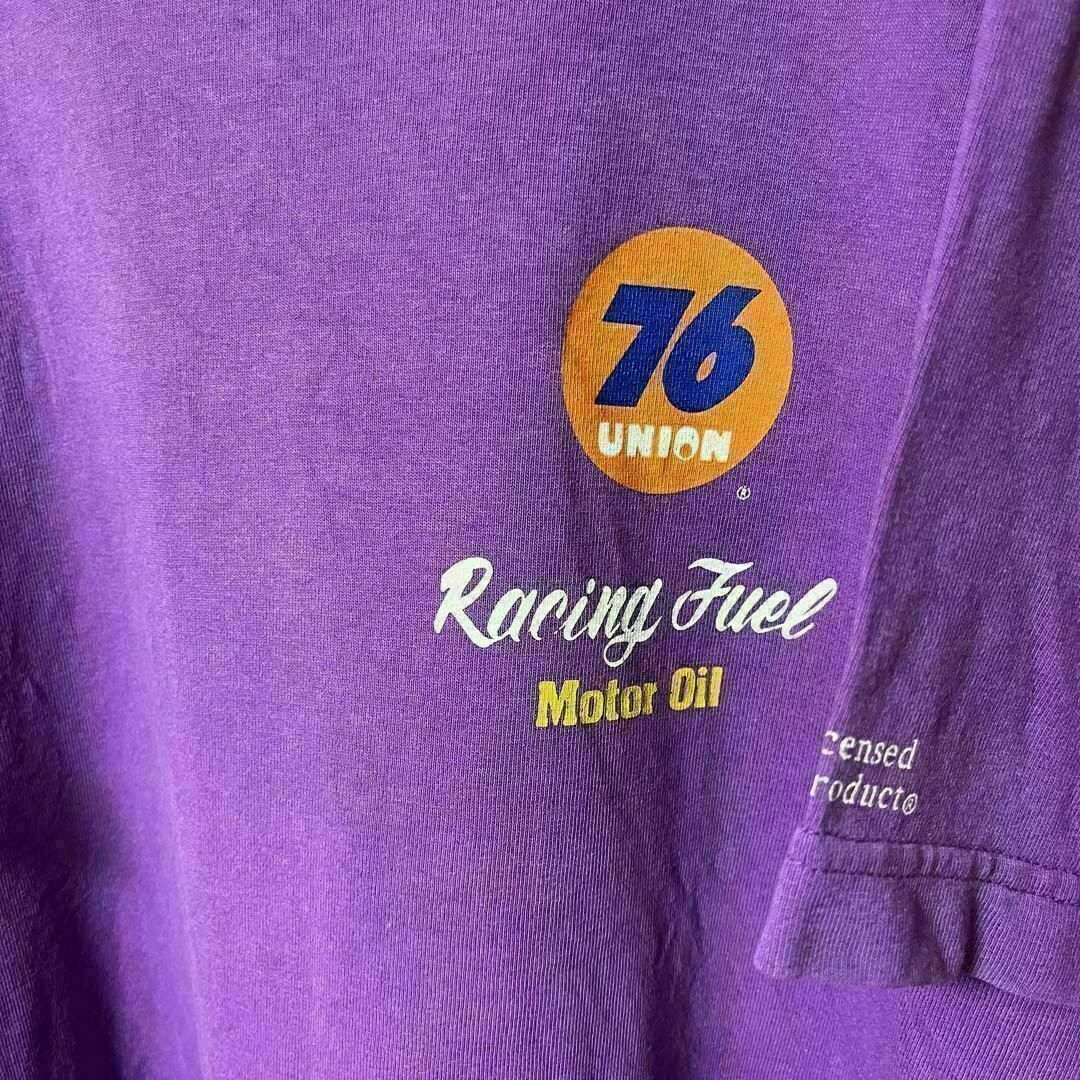 76
UNION
®
Racing Fuel
Motor Oil
censed
roduct®